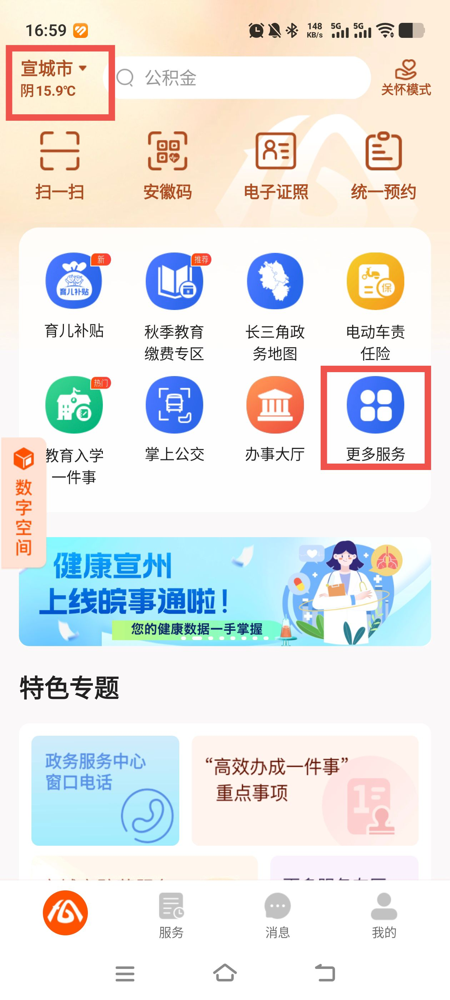 16:59
148
KB/s
5G
5G
宣城市
阴15.9℃
公积金
关怀模式
扫一扫
安徽码
电子证照
统一预约
新
育儿补贴
推荐
保
育儿补贴
秋季教育
缴费专区
长三角政
务地图
电动车责
任险
热门
教育入学
一件事
掌上公交
办事大厅
更多服务
数字空间
健康宣州
上线皖事通啦！
您的健康数据一手掌握
特色专题
政务服务中心
窗口电话
“高效办成一件事”
重点事项
1
服务
消息
我的